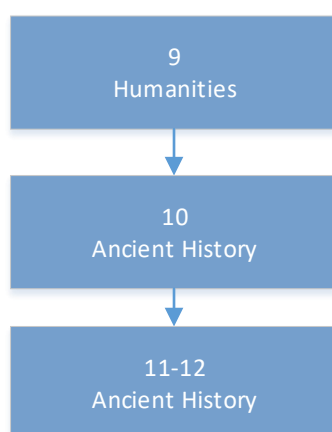 9
Humanities
10
Ancient History
11-12
Ancient History